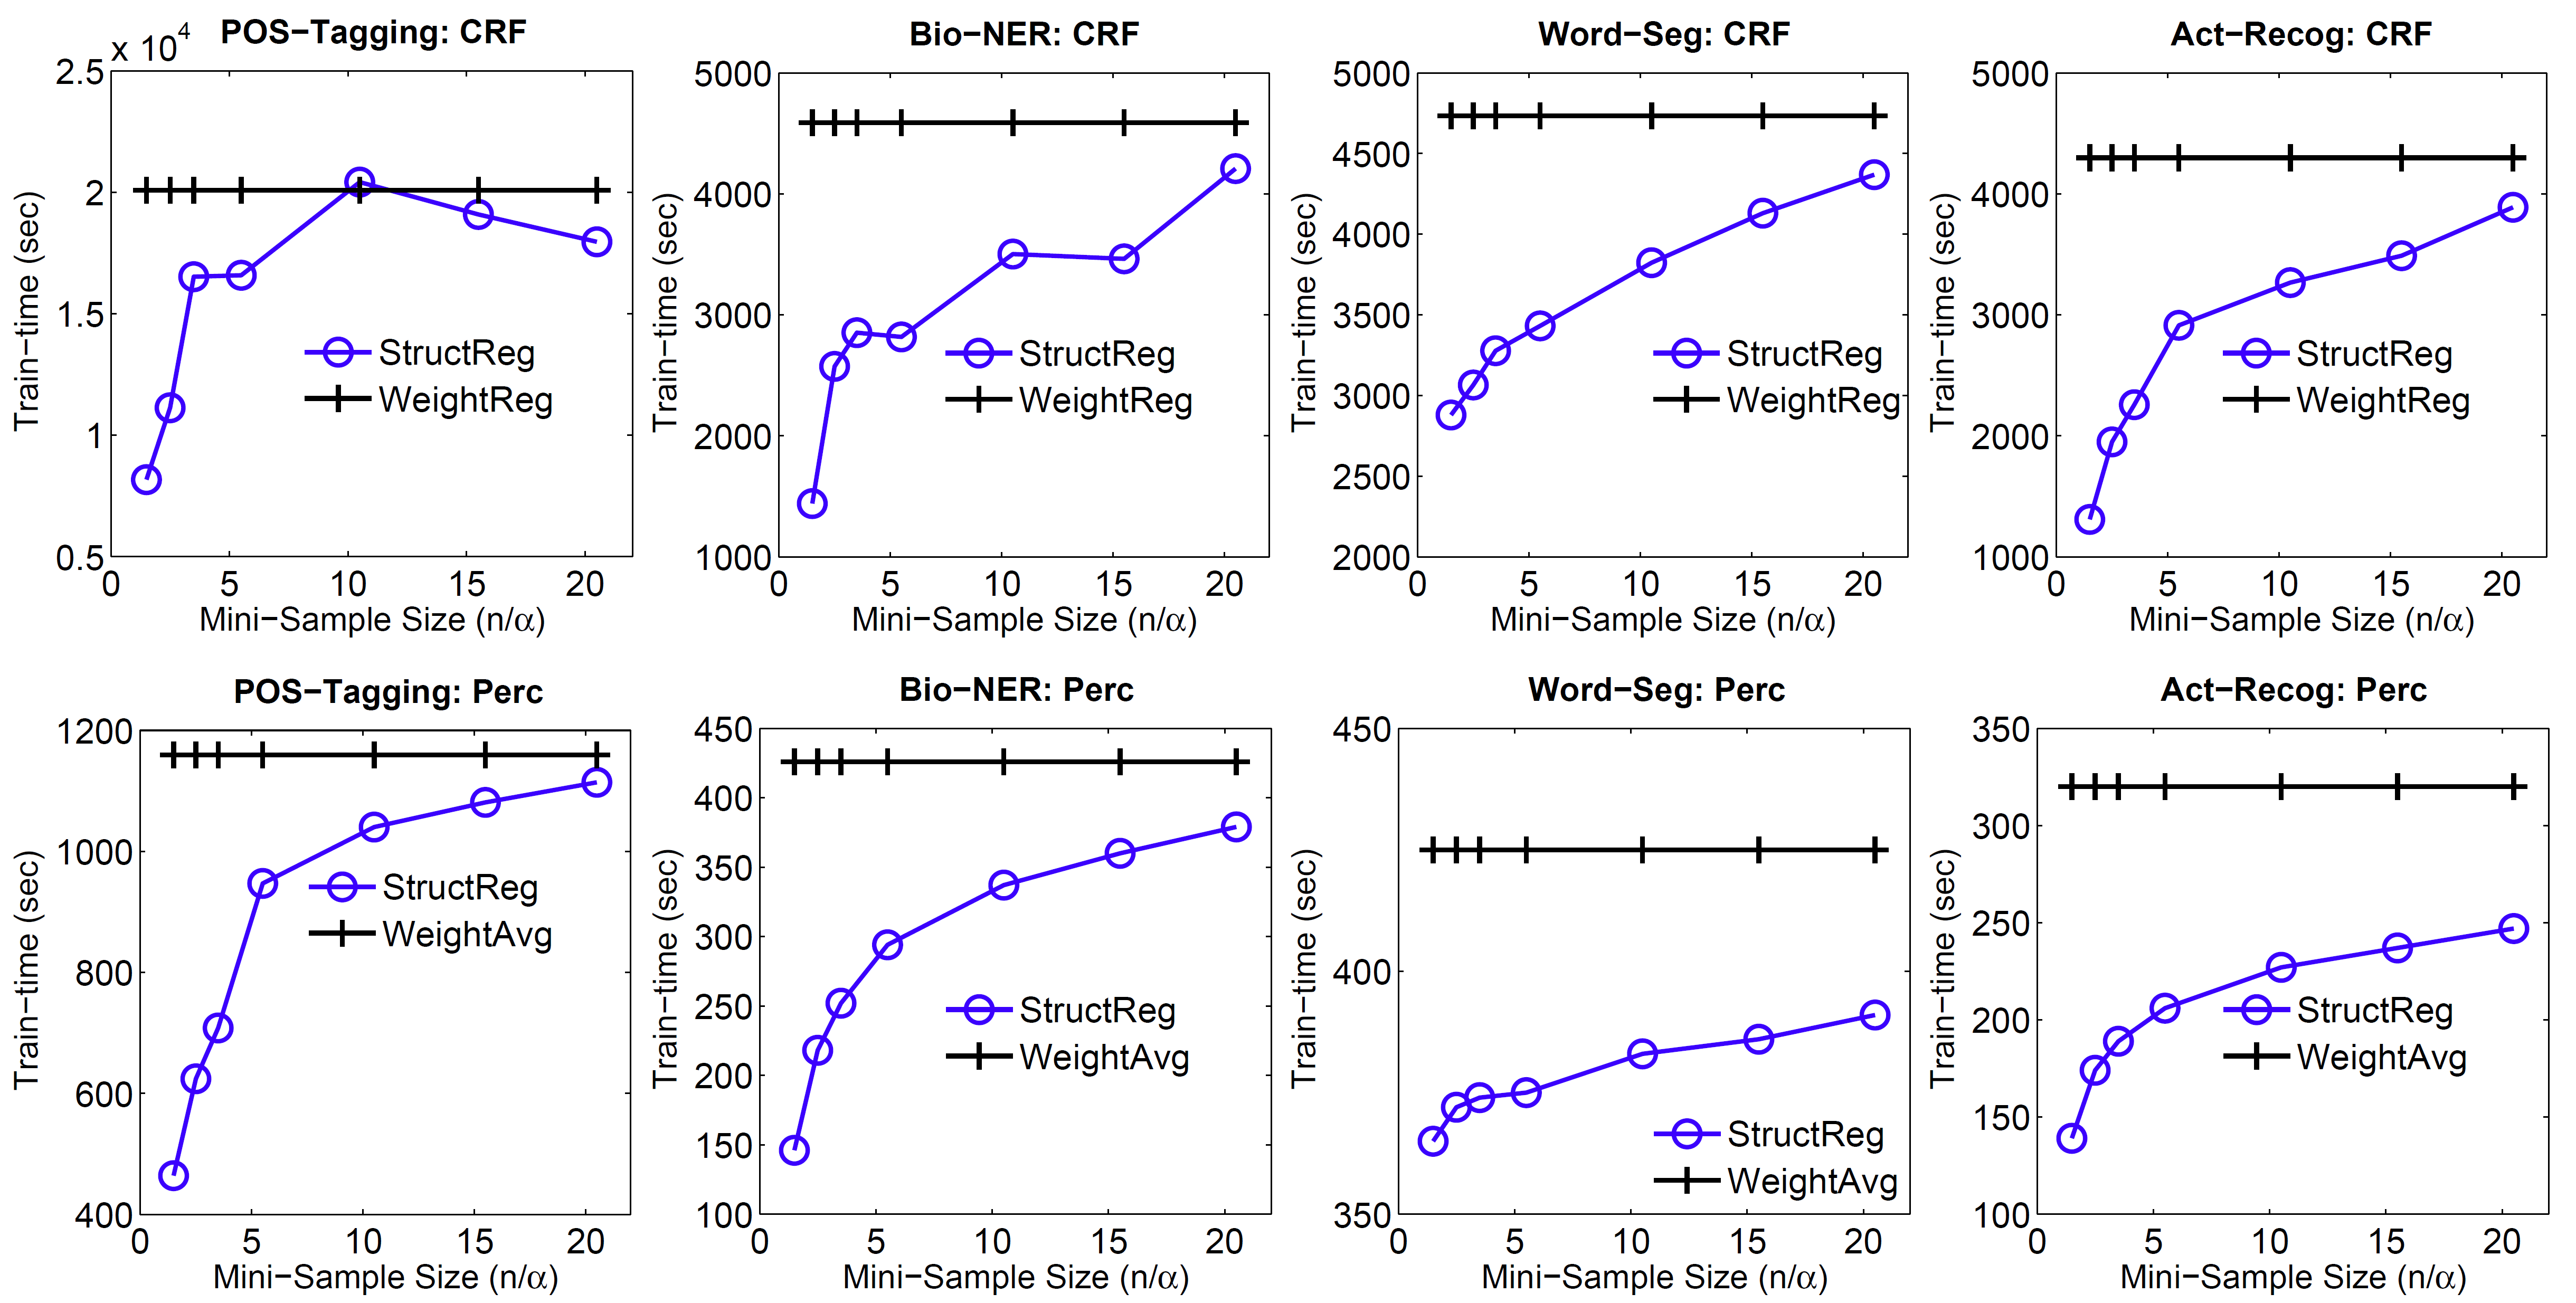 POS−Tagging: CRF
x 10⁴
2.5
2
1.5
1
0.5
0 5 10 15 20
Train−time (sec)
Mini−Sample Size (n/α)
StructReg
WeightReg
Bio−NER: CRF
5000
4000
3000
2000
1000
0 5 10 15 20
Train−time (sec)
Mini−Sample Size (n/α)
StructReg
WeightReg
Word−Seg: CRF
5000
4500
4000
3500
3000
2500
2000
0 5 10 15 20
Train−time (sec)
Mini−Sample Size (n/α)
StructReg
WeightReg
Act−Recog: CRF
5000
4000
3000
2000
1000
0 5 10 15 20
Train−time (sec)
Mini−Sample Size (n/α)
StructReg
WeightReg
POS−Tagging: Perc
1200
1000
800
600
400
0 5 10 15 20
Train−time (sec)
Mini−Sample Size (n/α)
StructReg
WeightAvg
Bio−NER: Perc
450
400
350
300
250
200
150
100
0 5 10 15 20
Train−time (sec)
Mini−Sample Size (n/α)
StructReg
WeightAvg
Word−Seg: Perc
450
400
350
0 5 10 15 20
Train−time (sec)
Mini−Sample Size (n/α)
StructReg
WeightAvg
Act−Recog: Perc
350
300
250
200
150
100
0 5 10 15 20
Train−time (sec)
Mini−Sample Size (n/α)
StructReg
WeightAvg